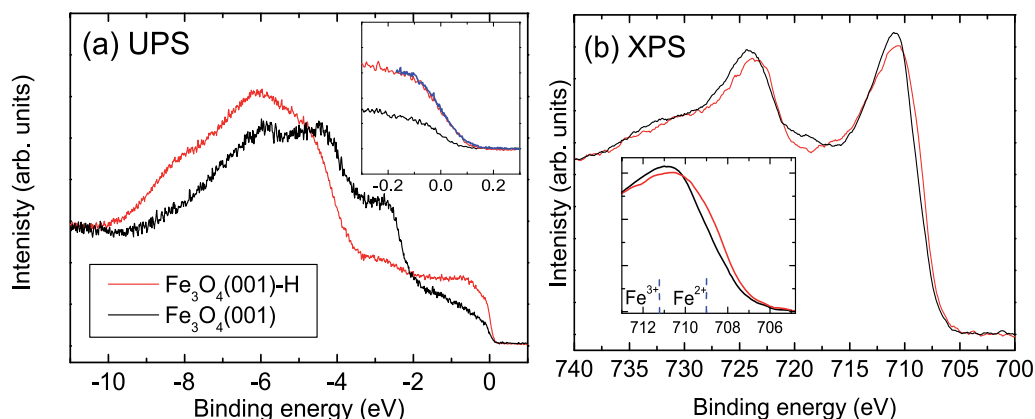 (a) UPS
Intenisty (arb. units)
-0.2 0.0 0.2
Fe₃O₄(001)-H
Fe₃O₄(001)
-10 -8 -6 -4 -2 0
Binding energy (eV)
(b) XPS
Intenisty (arb. units)
Fe³⁺ Fe²⁺
712 710 708 706
740 735 730 725 720 715 710 705 700
Binding energy (eV)